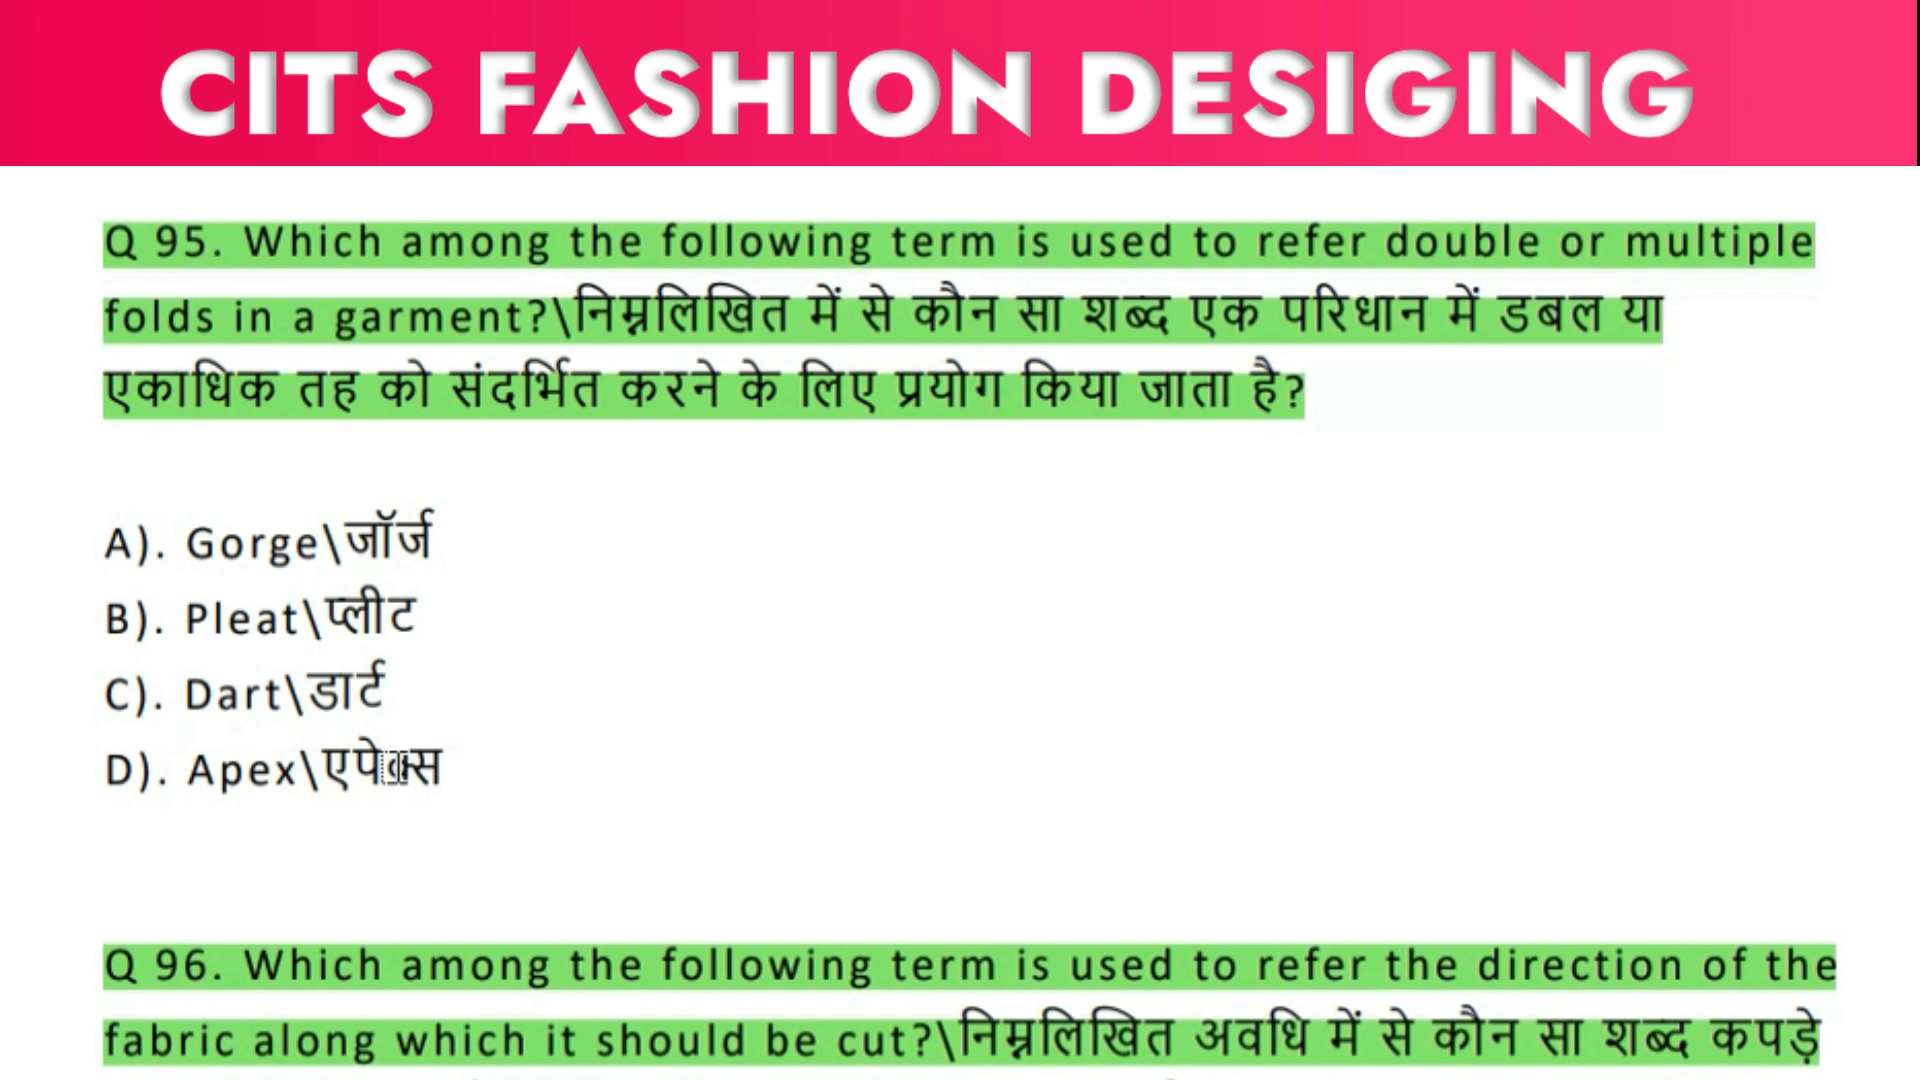 CITS FASHION DESIGING
Q 95. Which among the following term is used to refer double or multiple
folds in a garment?\निम्नलिखित में से कौन सा शब्द एक परिधान में डबल या
एकाधिक तह को संदर्भित करने के लिए प्रयोग किया जाता है?
A). Gorge\जॉर्ज
B). Pleat\प्लीट
C). Dart\डार्ट
D). Apex\एपेक्स
Q 96. Which among the following term is used to refer the direction of the
fabric along which it should be cut?\निम्नलिखित अवधि में से कौन सा शब्द कपड़े